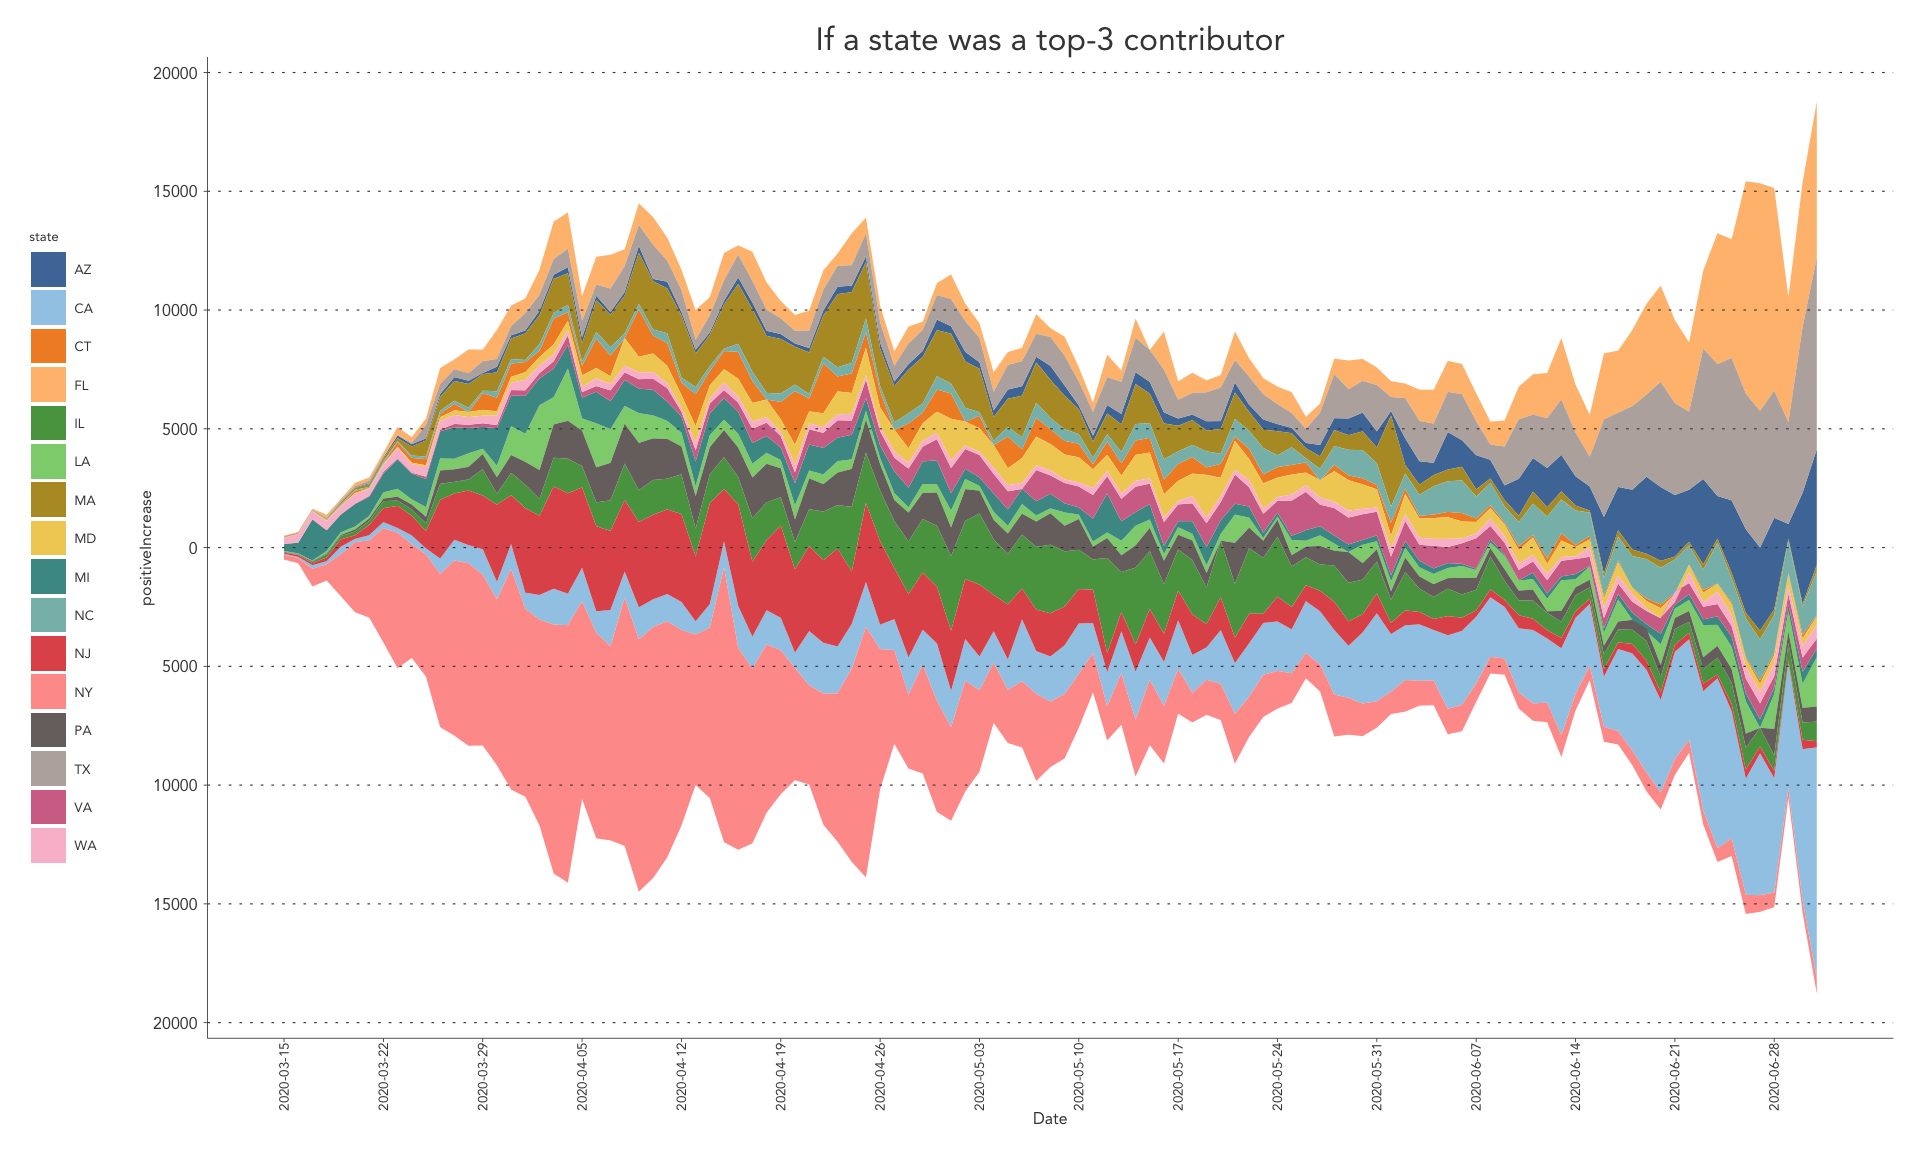 If a state was a top-3 contributor
20000
15000
10000
5000
0
5000
10000
15000
20000
positiveIncrease
state
AZ
CA
CT
FL
IL
LA
MA
MD
MI
NC
NJ
NY
PA
TX
VA
WA
2020-03-15
2020-03-22
2020-03-29
2020-04-05
2020-04-12
2020-04-19
2020-04-26
2020-05-03
2020-05-10
2020-05-17
2020-05-24
2020-05-31
2020-06-07
2020-06-14
2020-06-21
2020-06-28
Date